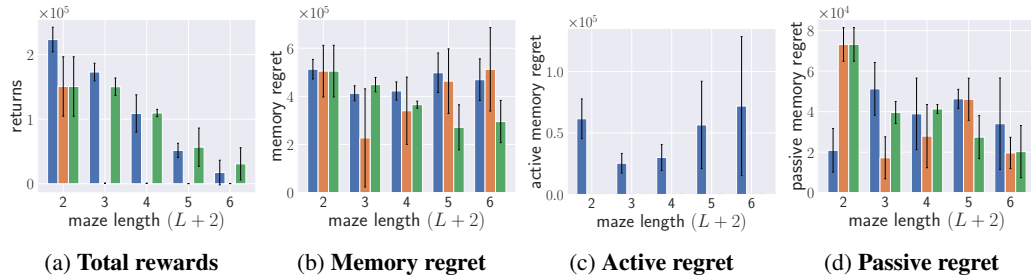 ×10⁵
2
1
0
returns
2 3 4 5 6
maze length (L + 2)
(a) Total rewards
×10⁵
6
4
2
0
memory regret
2 3 4 5 6
maze length (L + 2)
(b) Memory regret
×10⁵
1.0
0.5
0.0
active memory regret
2 3 4 5 6
maze length (L + 2)
(c) Active regret
×10⁴
8
6
4
2
0
passive memory regret
2 3 4 5 6
maze length (L + 2)
(d) Passive regret